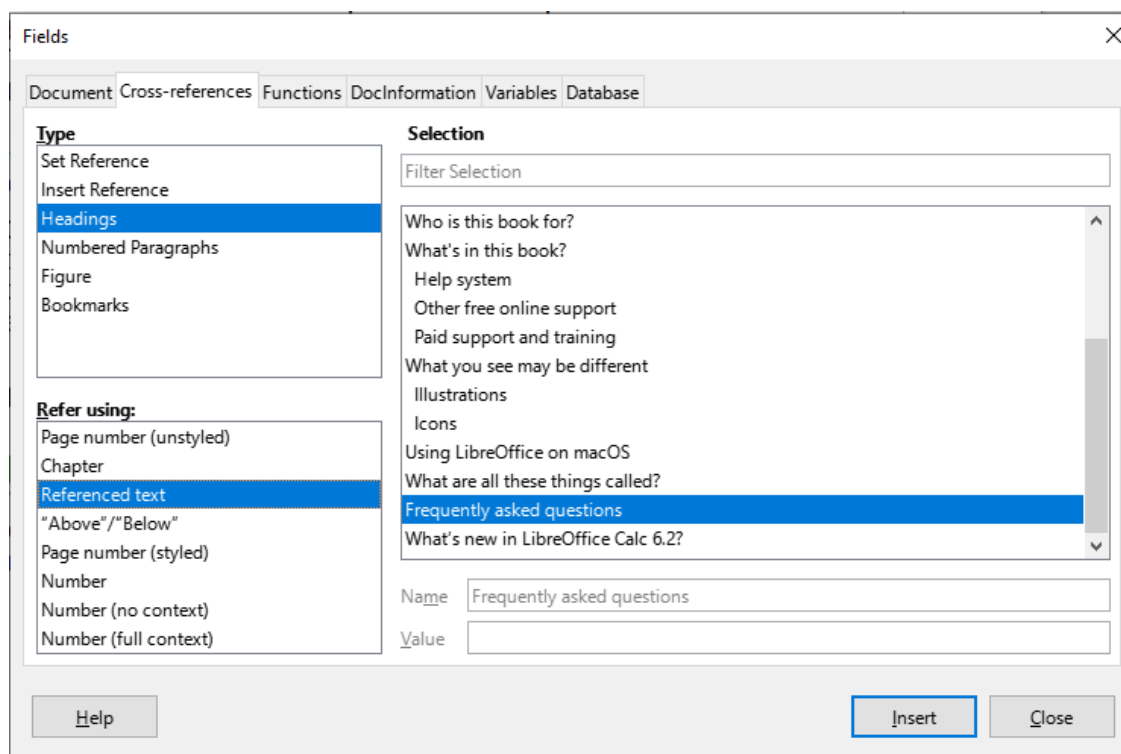 Fields
Document Cross-references Functions DocInformation Variables Database
Type
Set Reference
Insert Reference
Headings
Numbered Paragraphs
Figure
Bookmarks
Refer using:
Page number (unstyled)
Chapter
Referenced text
“Above”/“Below”
Page number (styled)
Number
Number (no context)
Number (full context)
Selection
Filter Selection
Who is this book for?
What's in this book?
Help system
Other free online support
Paid support and training
What you see may be different
Illustrations
Icons
Using LibreOffice on macOS
What are all these things called?
Frequently asked questions
What's new in LibreOffice Calc 6.2?
Name Frequently asked questions
Value
Help Insert Close